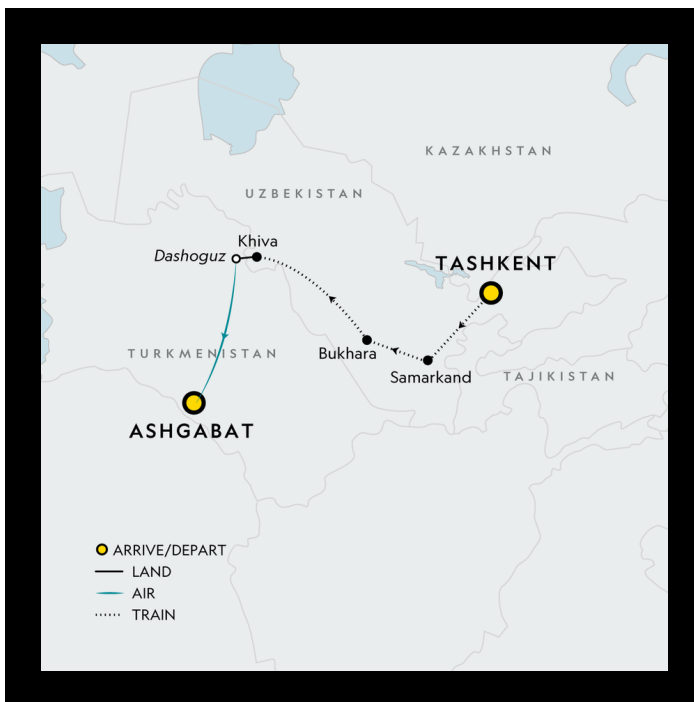 KAZAKHSTAN
UZBEKISTAN
Khiva
Dashoguz
TASHKENT
Bukhara
TURKMENISTAN
Samarkand
TAJIKISTAN
ASHGABAT
ARRIVE/DEPART
LAND
AIR
TRAIN